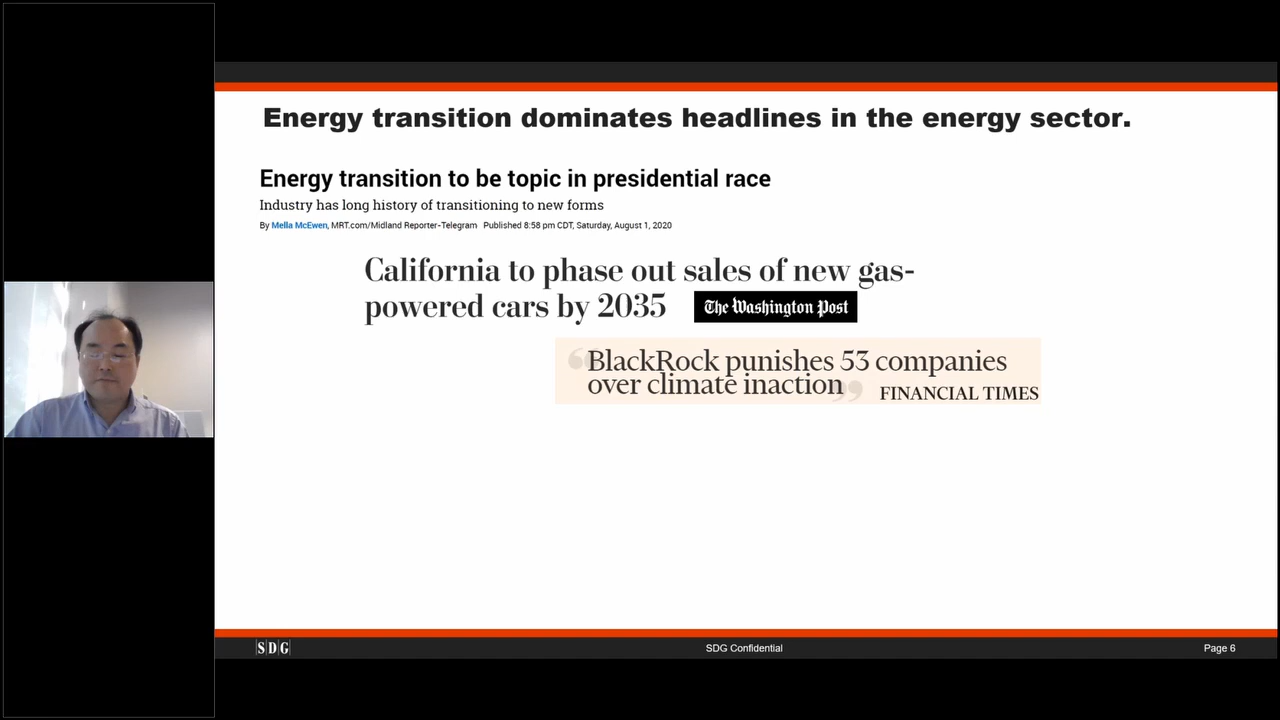 Energy transition dominates headlines in the energy sector.
Energy transition to be topic in presidential race
Industry has long history of transitioning to new forms
By Mella McEwen, MRT.com/Midland Reporter-Telegram Published 8:58 pm CDT, Saturday, August 1, 2020
California to phase out sales of new gas-
powered cars by 2035
The Washington Post
“BlackRock punishes 53 companies
over climate inaction”
FINANCIAL TIMES
SDG
SDG Confidential
Page 6